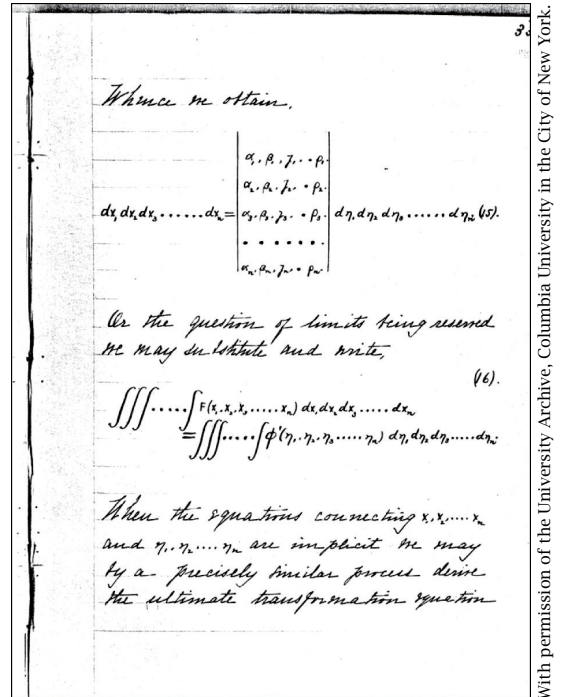 3
Whence we obtain,
α₁, β₁, γ₁, • • ρ₁
α₂, β₂, γ₂, • • ρ₂
dx₁ dx₂ dx₃ ...... dxₙ = α₃, β₃, γ₃, • • ρ₃ dη₁ dη₂ dη₃ ...... dηₙ (15).
• • • • • • •
αₙ, βₙ, γₙ, • • ρₙ
Or the question of limits being reserved
we may substitute and write,
(16).
∫∫∫ ..... ∫ F(x₁, x₂, x₃ ...... xₙ) dx₁ dx₂ dx₃ ..... dxₙ
= ∫∫∫ ..... ∫ φ'(η₁, η₂, η₃ ..... ηₙ) dη₁ dη₂ dη₃ ..... dηₙ.
When the equations connecting x₁, x₂, .... xₙ
and η₁, η₂ .... ηₙ are implicit we may
by a precisely similar process derive
the ultimate transformation equation
With permission of the University Archive, Columbia University in the City of New York.